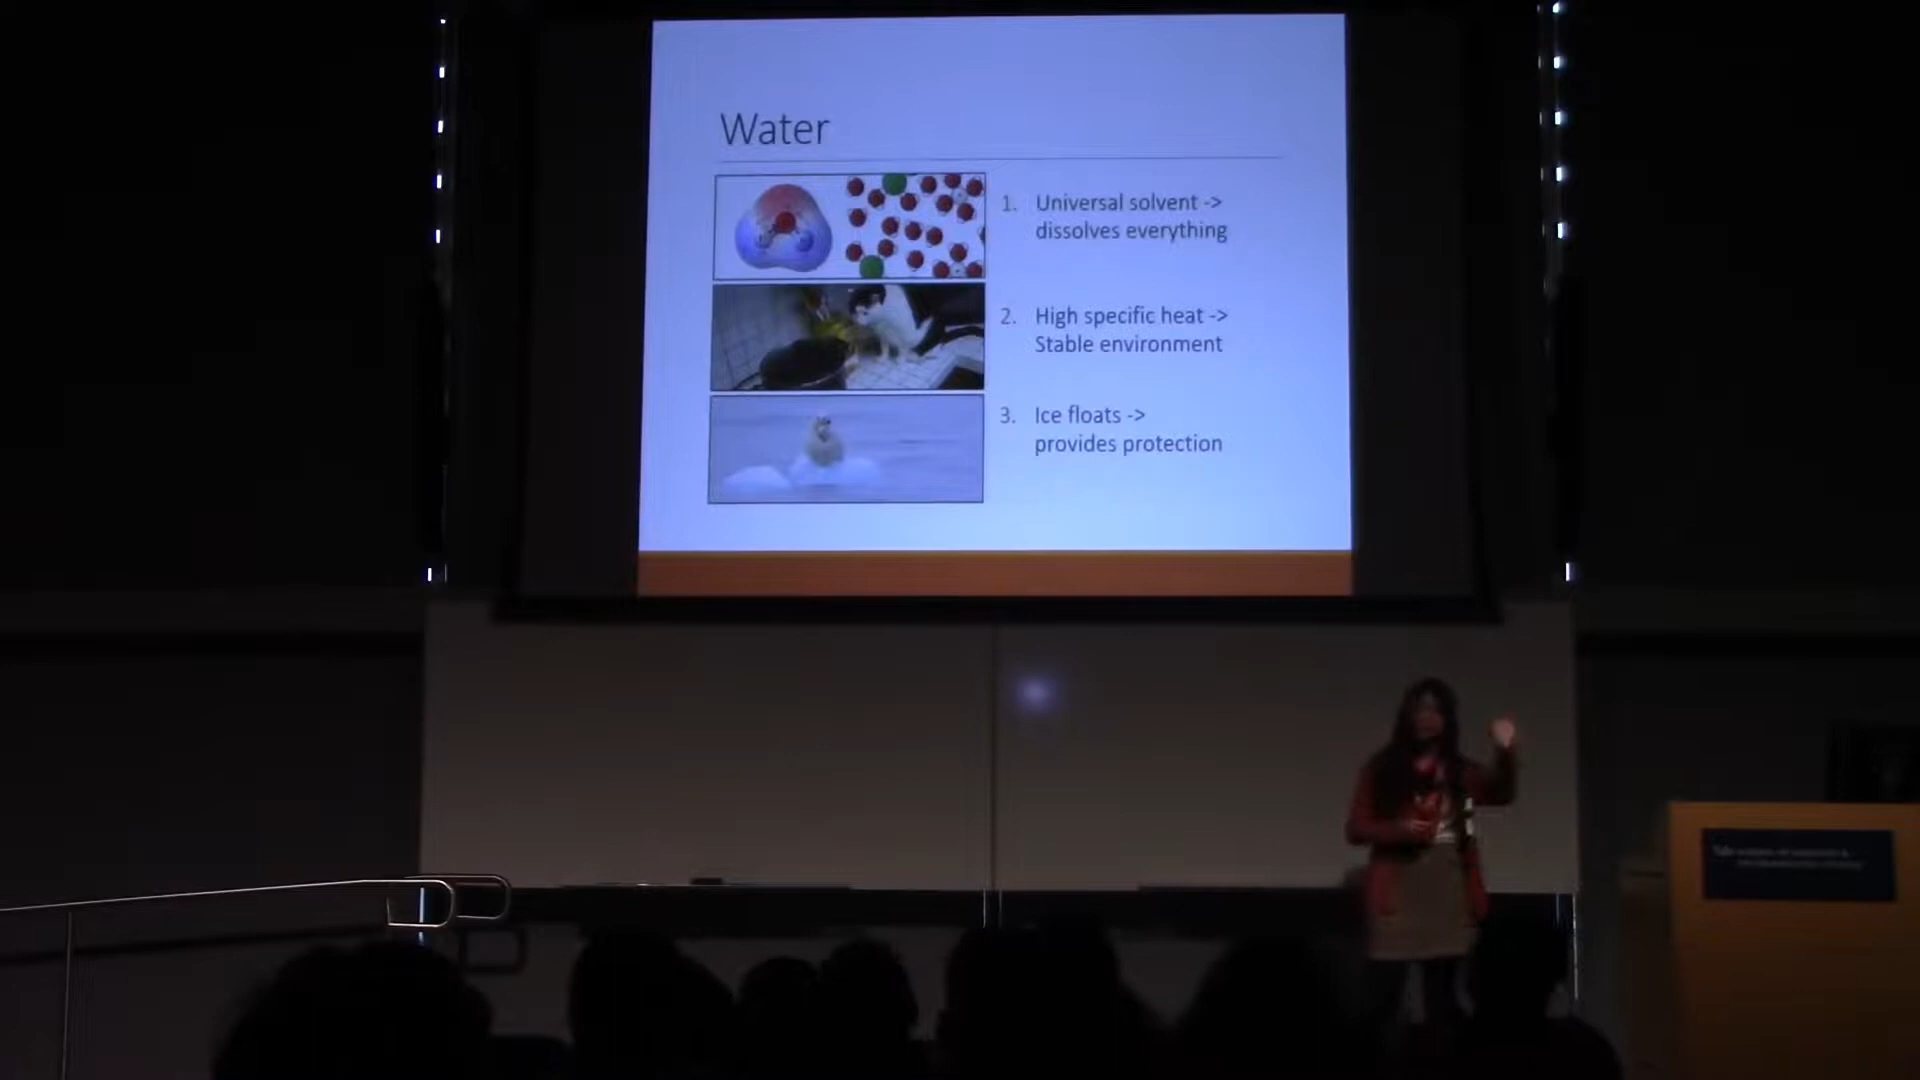 Water
1. Universal solvent ->
dissolves everything
2. High specific heat ->
Stable environment
3. Ice floats ->
provides protection